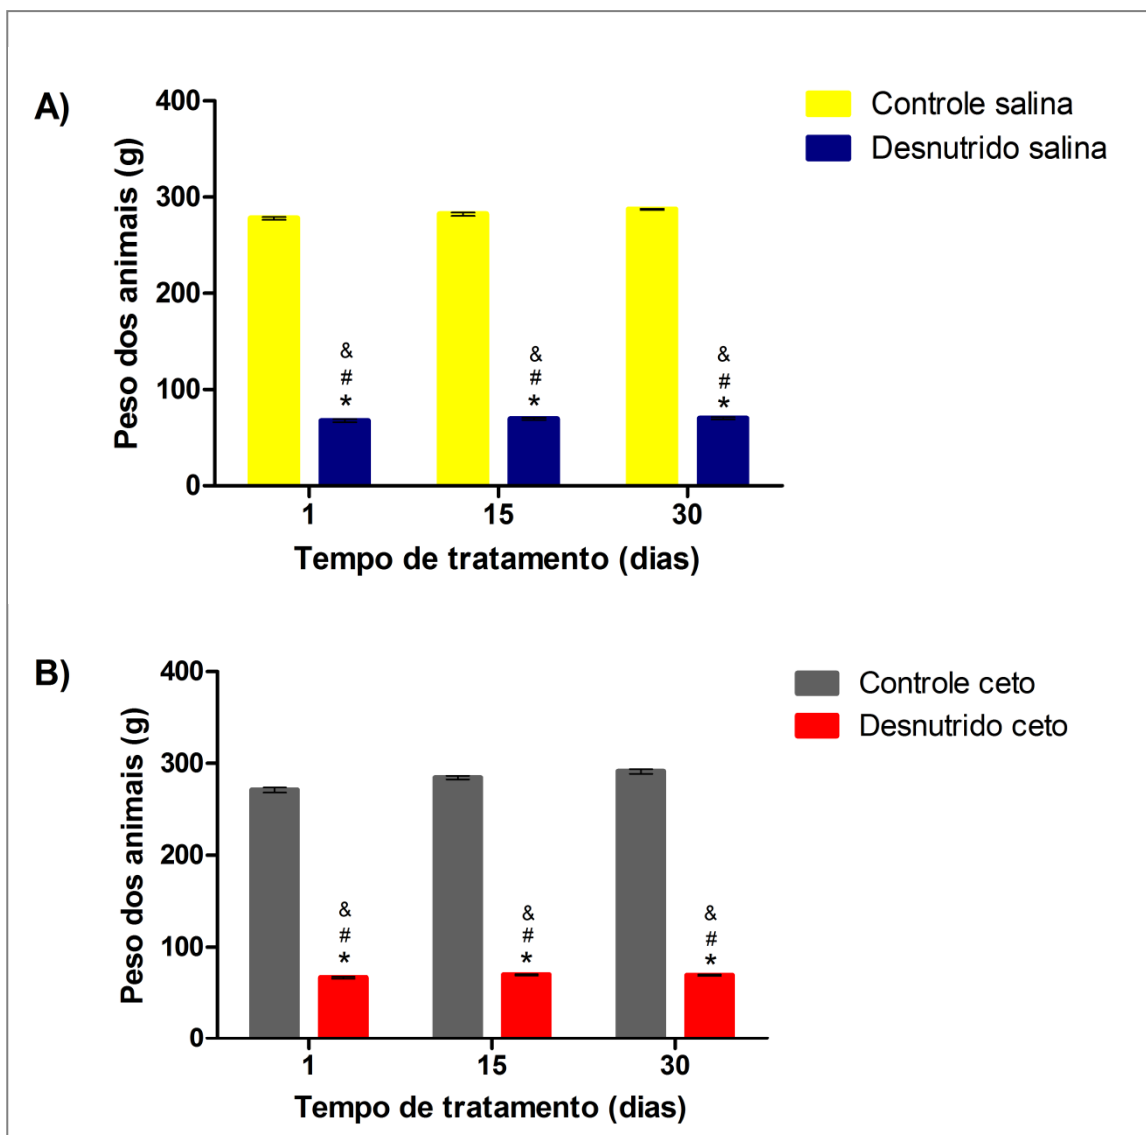 A)
Peso dos animais (g)
400
300
200
100
0
Controle salina
Desnutrido salina
&
#
*
&
#
*
&
#
*
1 15 30
Tempo de tratamento (dias)
B)
Peso dos animais (g)
400
300
200
100
0
Controle ceto
Desnutrido ceto
&
#
*
&
#
*
&
#
*
1 15 30
Tempo de tratamento (dias)